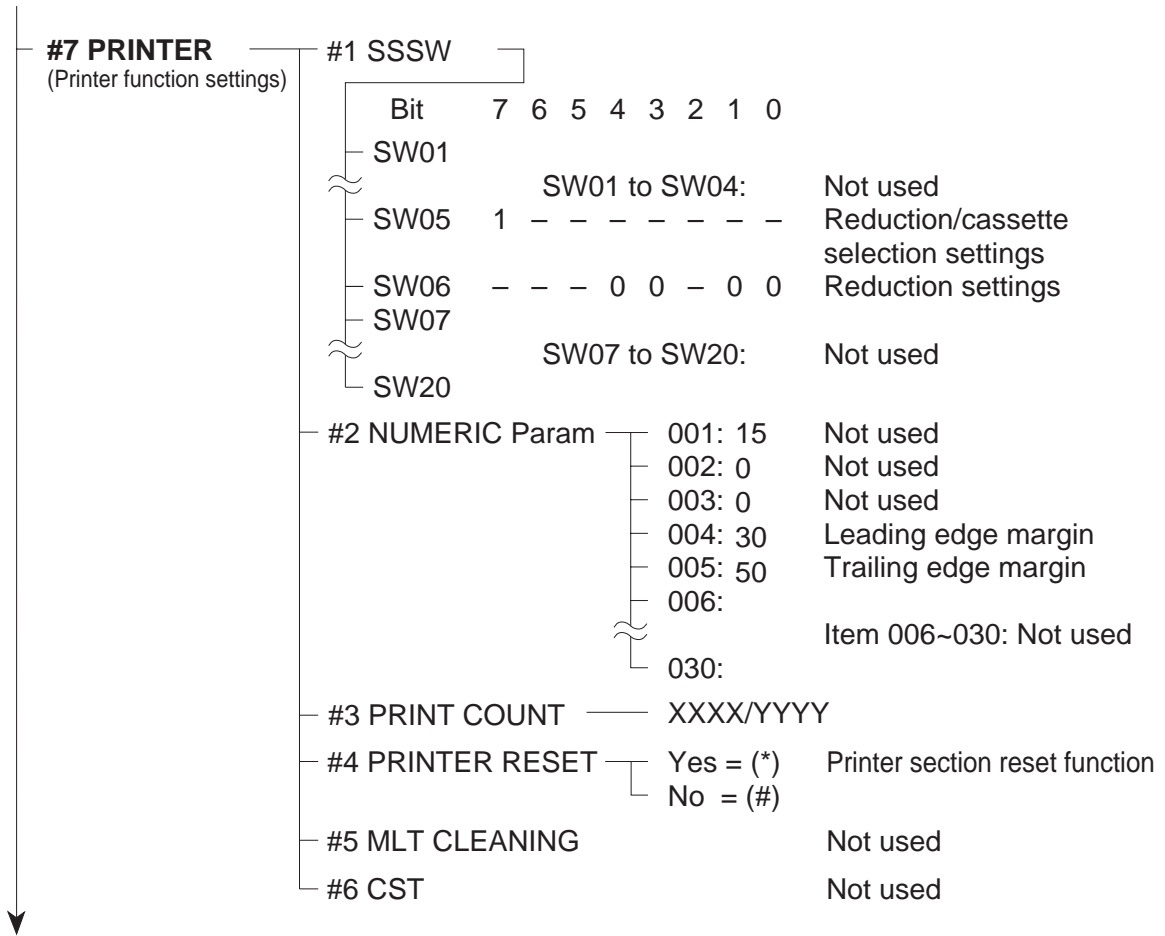 #7 PRINTER #1 SSSW
(Printer function settings)
Bit 7 6 5 4 3 2 1 0
SW01
SW01 to SW04: Not used
SW05 1 – – – – – – – Reduction/cassette
selection settings
SW06 – – – 0 0 – 0 0 Reduction settings
SW07
SW07 to SW20: Not used
SW20
#2 NUMERIC Param 001: 15 Not used
002: 0 Not used
003: 0 Not used
004: 30 Leading edge margin
005: 50 Trailing edge margin
006:
Item 006~030: Not used
030:
#3 PRINT COUNT XXXX/YYYY
#4 PRINTER RESET Yes = (*) Printer section reset function
No = (#)
#5 MLT CLEANING Not used
#6 CST Not used